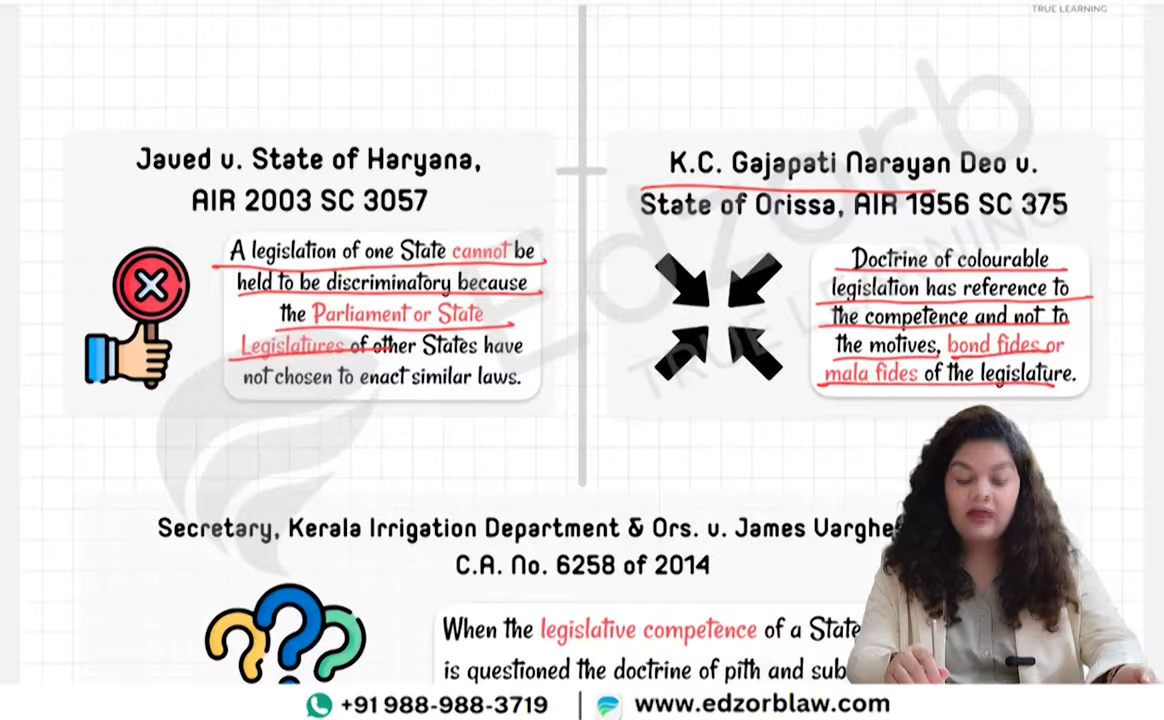 TRUE LEARNING
Javed v. State of Haryana,
AIR 2003 SC 3057
A legislation of one State cannot be
held to be discriminatory because
the Parliament or State
Legislatures of other States have
not chosen to enact similar laws.
K.C. Gajapati Narayan Deo v.
State of Orissa, AIR 1956 SC 375
Doctrine of colourable
legislation has reference to
the competence and not to
the motives, bond fides or
mala fides of the legislature.
Edzorb
TRUE LEARNING
Secretary, Kerala Irrigation Department & Ors. v. James Varghe
C.A. No. 6258 of 2014
When the legislative competence of a State
is questioned the doctrine of pith and sub
+91 988-988-3719 | www.edzorblaw.com